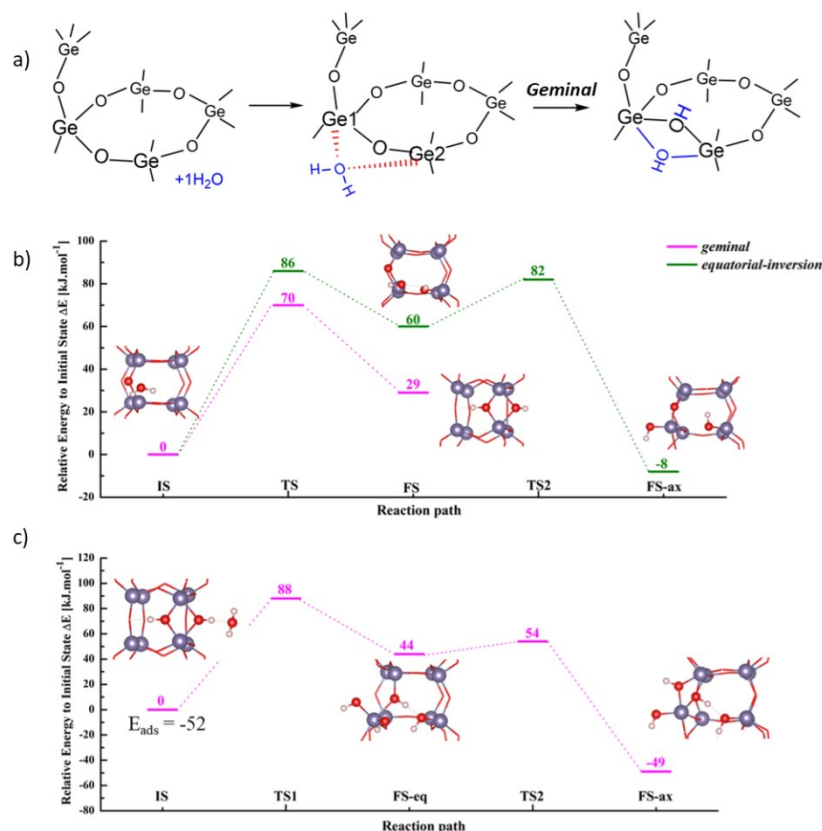 a)
Ge
O
Ge
O
Ge
O
Ge
O
Ge
O
+1H₂O
Ge
O
Ge1
O
Ge
O
Ge
O
Ge2
O
H
O
H
Geminal
Ge
O
Ge
O
Ge
O
Ge
H
O
HO
Ge
O
b)
Relative Energy to Initial State ΔE [kJ.mol⁻¹]
100
80
60
40
20
0
-20
geminal
equatorial-inversion
86
82
70
60
29
0
-8
IS
TS
FS
TS2
FS-ax
Reaction path
c)
Relative Energy to Initial State ΔE [kJ.mol⁻¹]
120
100
80
60
40
20
0
-20
-40
-60
-80
88
44
54
0
-49
E_ads = -52
IS
TS1
FS-eq
TS2
FS-ax
Reaction path